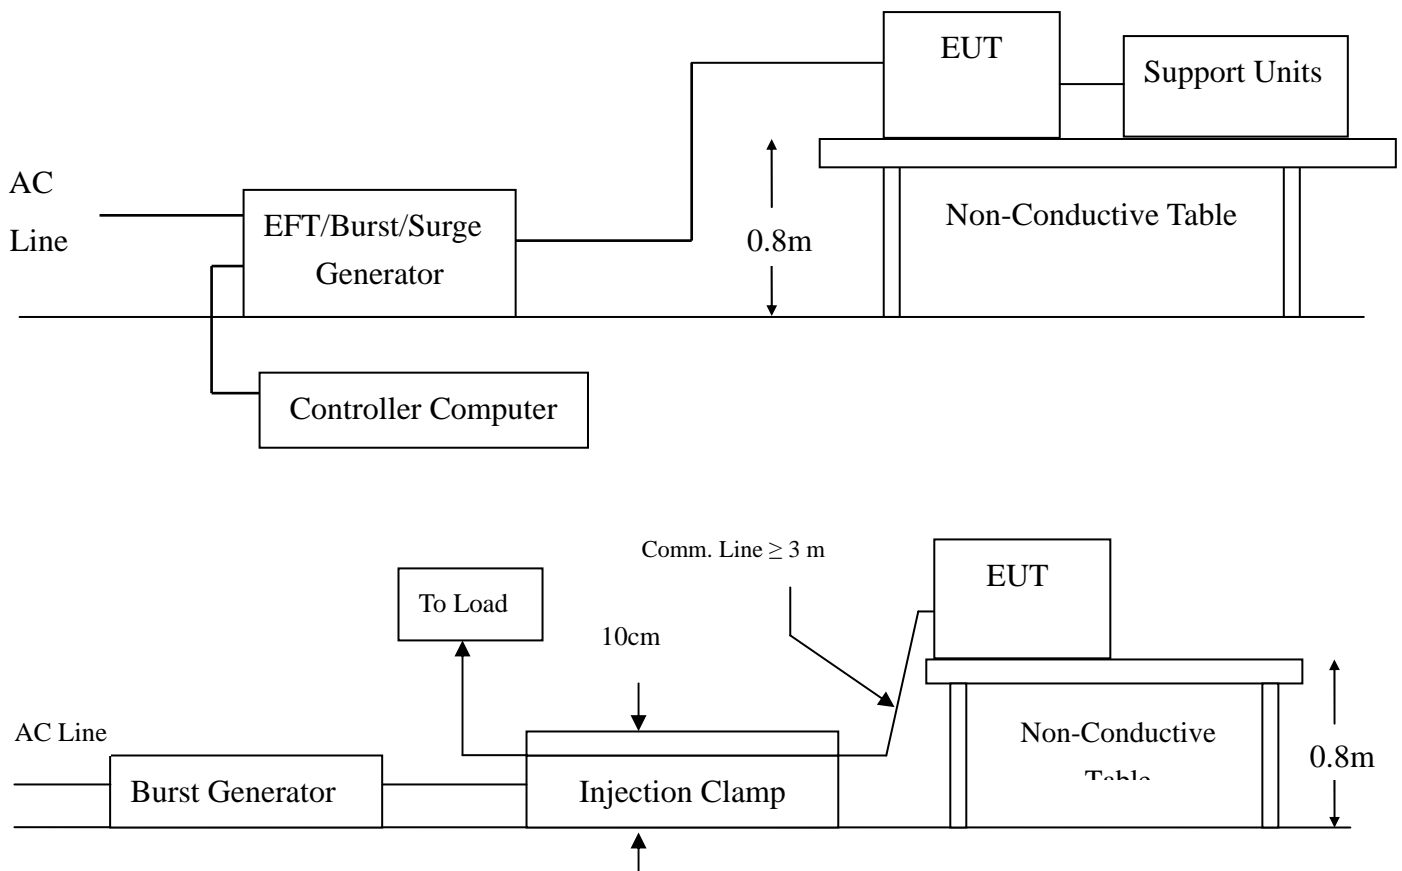 EUT
Support Units
AC
Line
EFT/Burst/Surge
Generator
0.8m
Non-Conductive Table
Controller Computer
Comm. Line ≥ 3 m
EUT
To Load
10cm
AC Line
Burst Generator
Injection Clamp
Non-Conductive
Table
0.8m